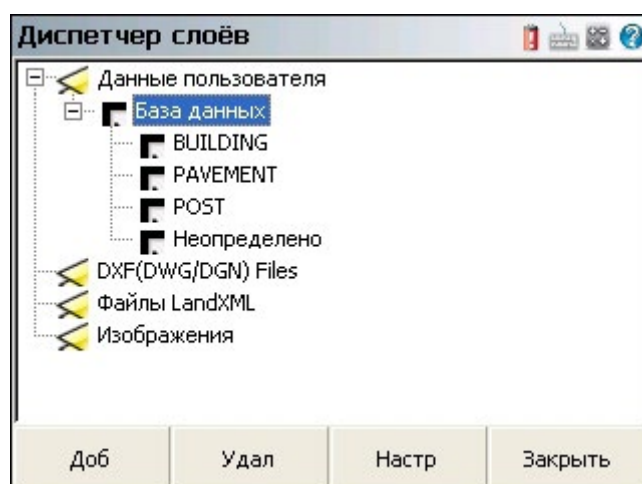 Диспетчер слоёв
Данные пользователя
База данных
BUILDING
PAVEMENT
POST
Неопределено
DXF(DWG/DGN) Files
Файлы LandXML
Изображения
Доб Удал Настр Закрыть